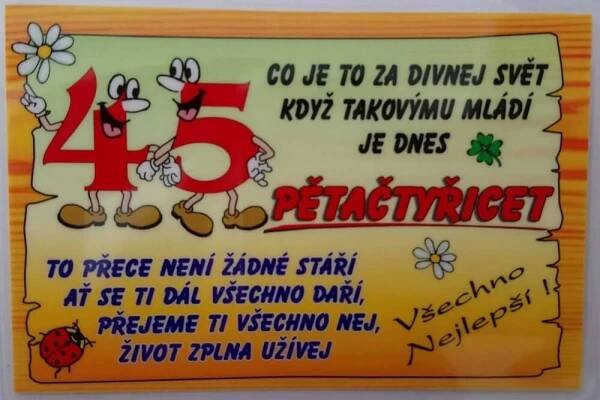 45
CO JE TO ZA DIVNEJ SVĚT
KDYŽ TAKOVÝMU MLÁDÍ
JE DNES
PĚTAČTYŘICET
TO PŘECE NENÍ ŽÁDNÉ STÁŘÍ
AŤ SE TI DÁL VŠECHNO DAŘÍ,
PŘEJEME TI VŠECHNO NEJ,
ŽIVOT ZPLNA UŽÍVEJ
Všechno
Nejlepší !